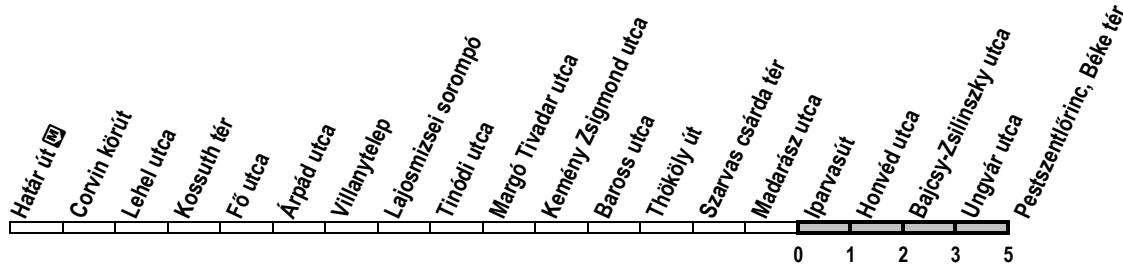 Határ út M
Corvin körút
Lehel utca
Kossuth tér
Fő utca
Árpád utca
Villanytelep
Lajosmizsei sorompó
Tinódi utca
Margó Tivadar utca
Kemény Zsigmond utca
Baross utca
Thököly út
Szarvas csárda tér
Madarász utca
Iparvasút
Honvéd utca
Bajcsy-Zsilinszky utca
Ungvár utca
Pestszentlőrinc, Béke tér
0 1 2 3 5